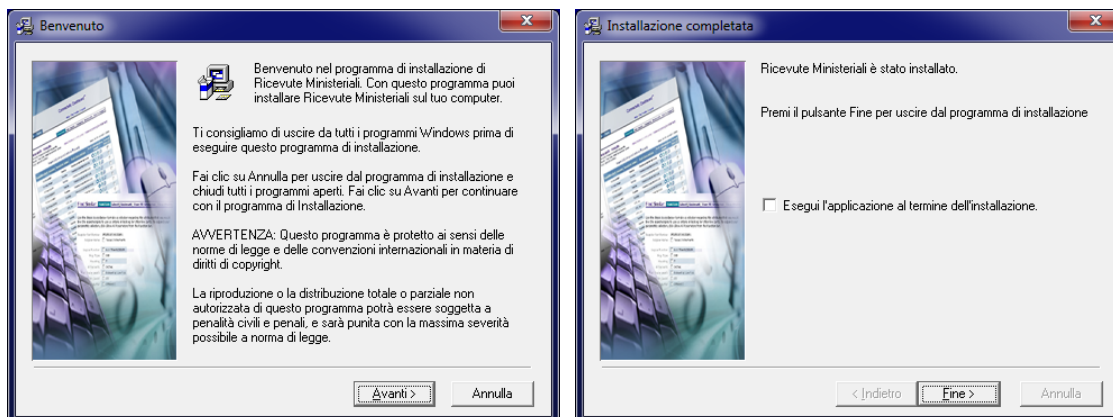 Benvenuto
Benvenuto nel programma di installazione di
Ricevute Ministeriali. Con questo programma puoi
installare Ricevute Ministeriali sul tuo computer.
Ti consigliamo di uscire da tutti i programmi Windows prima di
eseguire questo programma di installazione.
Fai clic su Annulla per uscire dal programma di installazione e
chiudi tutti i programmi aperti. Fai clic su Avanti per continuare
con il programma di Installazione.
AVVERTENZA: Questo programma è protetto ai sensi delle
norme di legge e delle convenzioni internazionali in materia di
diritti di copyright.
La riproduzione o la distribuzione totale o parziale non
autorizzata di questo programma potrà essere soggetta a
penalità civili e penali, e sarà punita con la massima severità
possibile a norma di legge.
Avanti >
Annulla
Installazione completata
Ricevute Ministeriali è stato installato.
Premi il pulsante Fine per uscire dal programma di installazione
Esegui l'applicazione al termine dell'installazione.
< Indietro
Fine >
Annulla